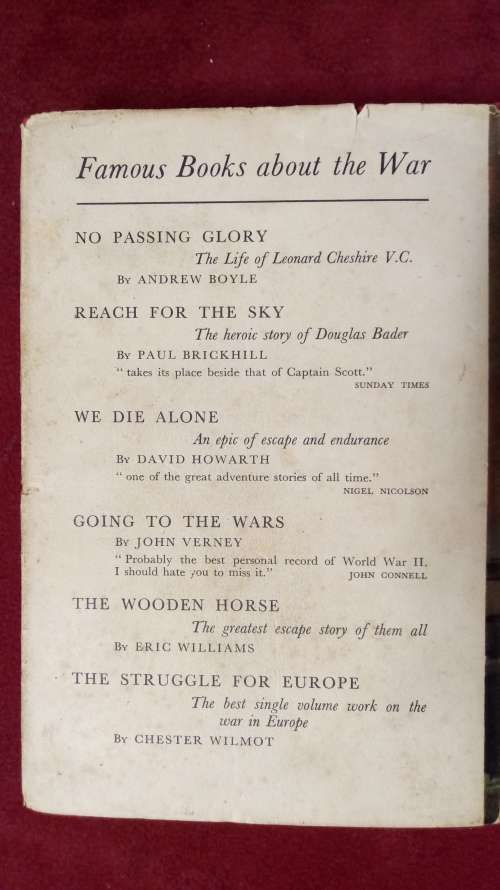 Famous Books about the War
NO PASSING GLORY
The Life of Leonard Cheshire V.C.
By ANDREW BOYLE
REACH FOR THE SKY
The heroic story of Douglas Bader
By PAUL BRICKHILL
“ takes its place beside that of Captain Scott.”
SUNDAY TIMES
WE DIE ALONE
An epic of escape and endurance
By DAVID HOWARTH
“ one of the great adventure stories of all time.”
NIGEL NICOLSON
GOING TO THE WARS
By JOHN VERNEY
“ Probably the best personal record of World War II.
I should hate you to miss it.” JOHN CONNELL
THE WOODEN HORSE
The greatest escape story of them all
By ERIC WILLIAMS
THE STRUGGLE FOR EUROPE
The best single volume work on the
war in Europe
By CHESTER WILMOT